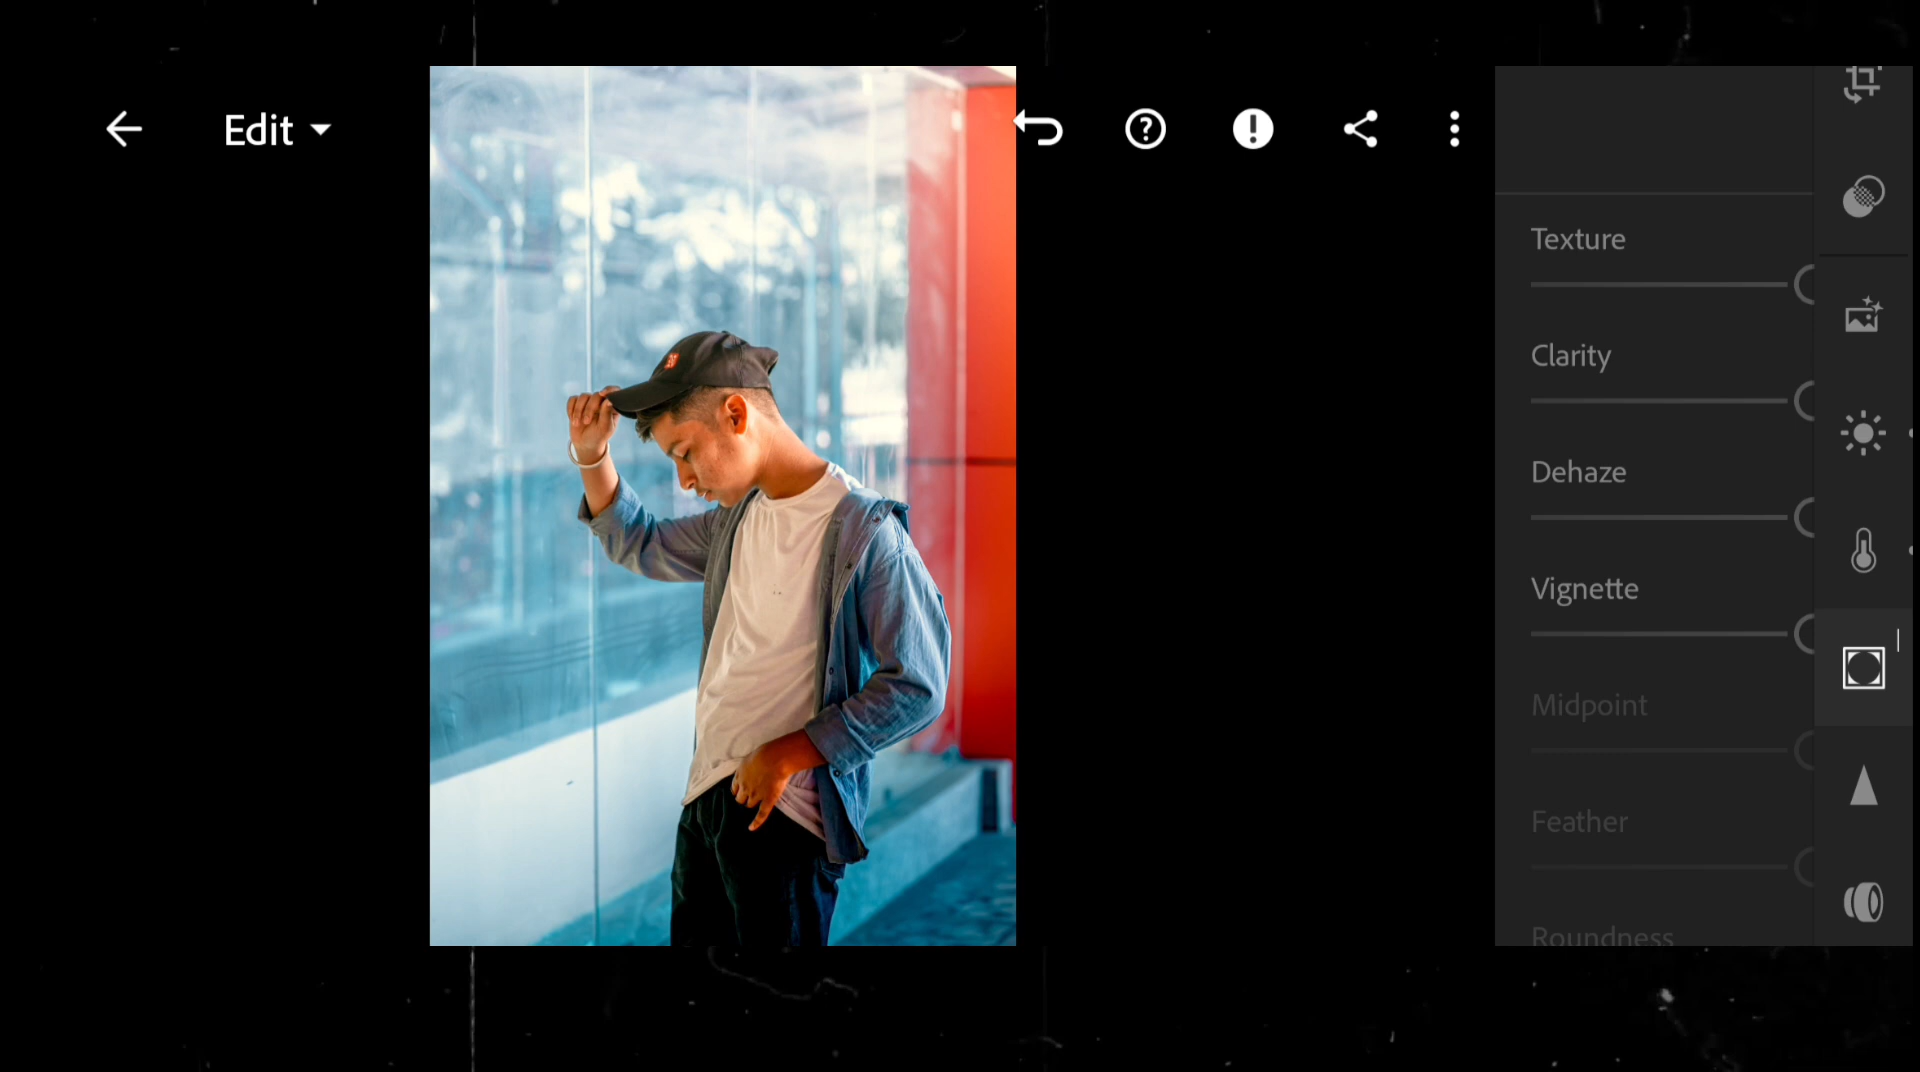 Edit
Texture
Clarity
Dehaze
Vignette
Midpoint
Feather
Roundness